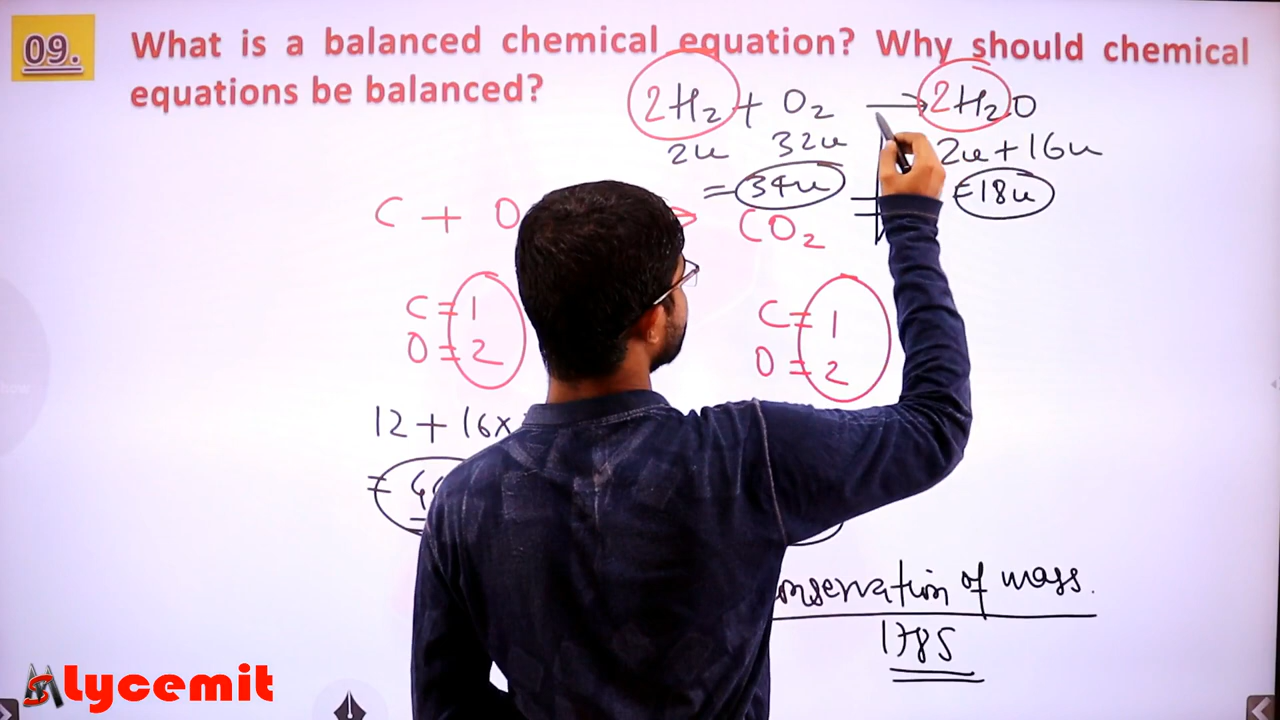 09.
What is a balanced chemical equation? Why should chemical
equations be balanced?
2H₂ + O₂ → 2H₂O
2u 32u 2u + 16u
= 34u ≠ = 18u
C + O CO₂
C = 1 C = 1
O = 2 O = 2
12 + 16x
=
of mass.
1785
lycemit